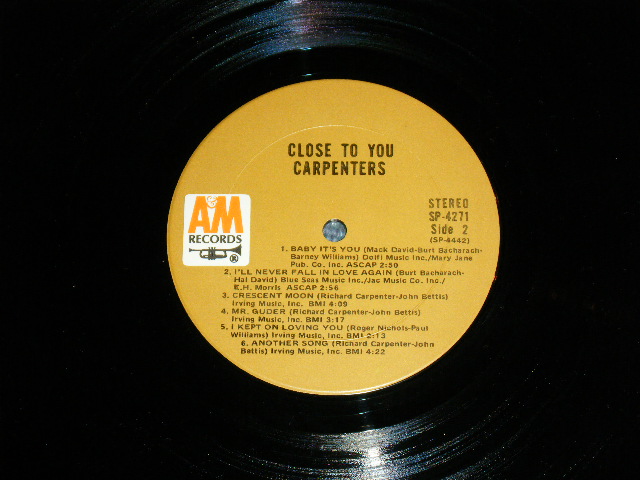 CLOSE TO YOU
CARPENTERS
A&M
RECORDS
®
STEREO
SP-4271
Side 2
(SP-4442)
1. BABY IT'S YOU (Mack David-Burt Bacharach-
Barney Williams) Dolfi Music Inc./Mary Jane
Pub. Co. Inc. ASCAP 2:50
2. I'LL NEVER FALL IN LOVE AGAIN (Burt Bacharach-
Hal David) Blue Seas Music Inc./Jac Music Co. Inc./
E.H. Morris ASCAP 2:56
3. CRESCENT MOON (Richard Carpenter-John Bettis)
Irving Music, Inc. BMI 4:09
4. MR. GUDER (Richard Carpenter-John Bettis)
Irving Music, Inc. BMI 3:17
5. I KEPT ON LOVING YOU (Roger Nichols-Paul
Williams) Irving Music, Inc. BMI 2:13
6. ANOTHER SONG (Richard Carpenter-John
Bettis) Irving Music, Inc. BMI 4:22